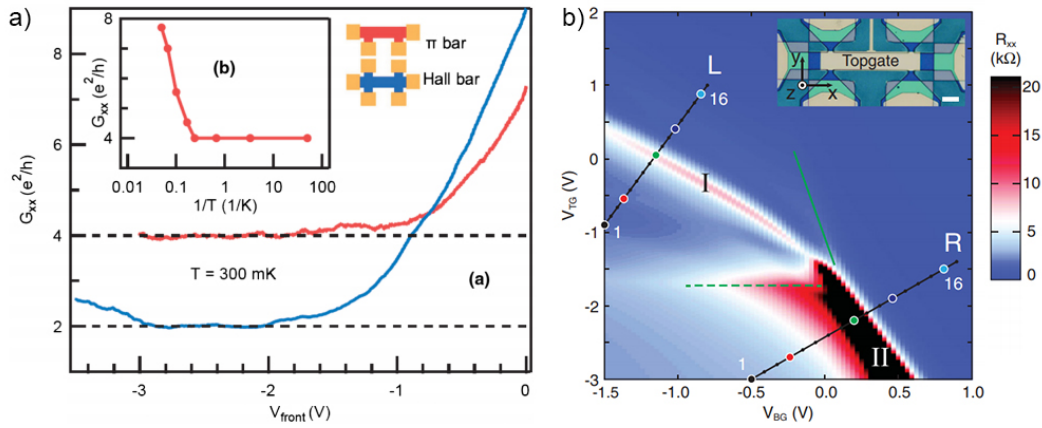 a)
G_xx (e²/h)
8
6
4
2
-3
-2
-1
0
V_front (V)
G_xx (e²/h)
4
0.01
0.1
1
10
100
1/T (1/K)
(b)
π bar
Hall bar
T = 300 mK
(a)
b)
V_TG (V)
2
1
0
-1
-2
-3
-1.5
-1.0
-0.5
0.0
0.5
1.0
V_BG (V)
L
16
I
1
R
16
1
II
Topgate
y
z
x
R_xx
(kΩ)
20
15
10
5
0